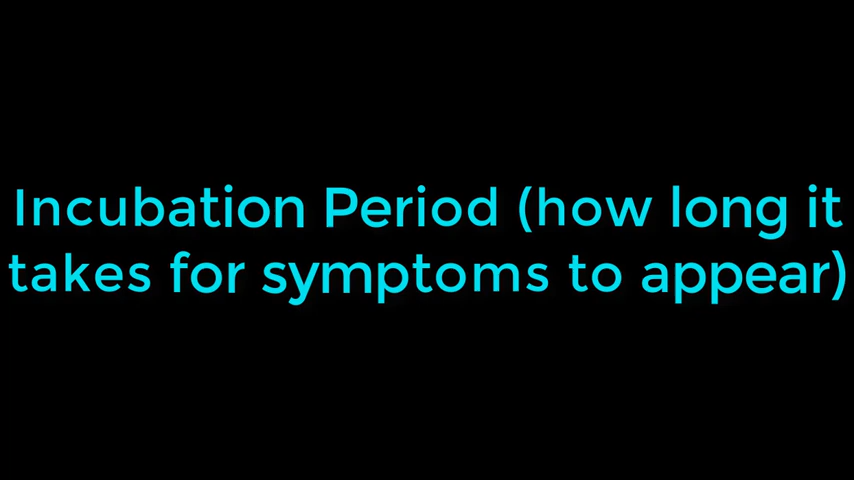 Incubation Period (how long it
takes for symptoms to appear)